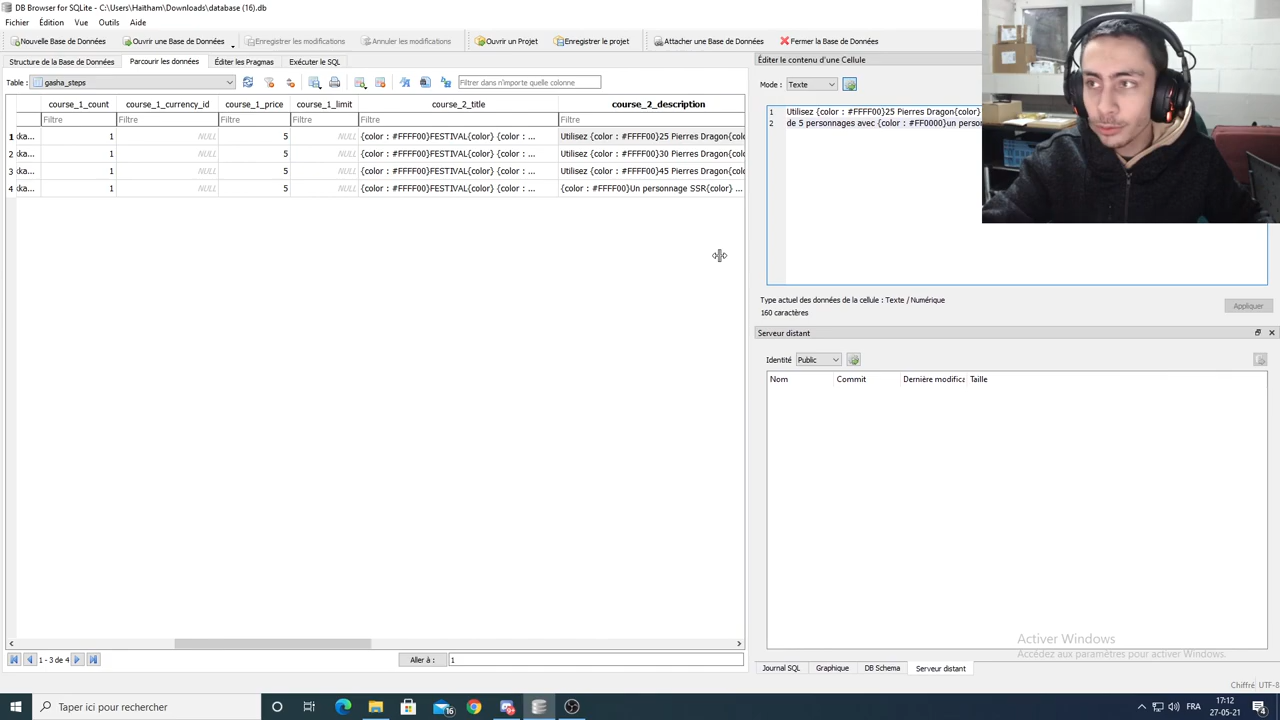 DB Browser for SQLite - C:\Users\Haitham\Downloads\database (16).db
Fichier Édition Vue Outils Aide
Nouvelle Base de Données Ouvrir une Base de Données Enregistrer les modifications Annuler les modifications Ouvrir un Projet Enregistrer le projet Attacher une Base de Données Fermer la Base de Données
Structure de la Base de Données Parcourir les données Éditer les Pragmas Exécuter le SQL
Table : gasha_steps Filtrer dans n'importe quelle colonne
course_1_count course_1_currency_id course_1_price course_1_limit course_2_title course_2_description
Filtre Filtre Filtre Filtre Filtre Filtre
1 kka... 1 NULL 5 NULL {color : #FFFF00}FESTIVAL{color} {color : ... Utilisez {color : #FFFF00}25 Pierres Dragon{colo
2 kka... 1 NULL 5 NULL {color : #FFFF00}FESTIVAL{color} {color : ... Utilisez {color : #FFFF00}30 Pierres Dragon{colo
3 kka... 1 NULL 5 NULL {color : #FFFF00}FESTIVAL{color} {color : ... Utilisez {color : #FFFF00}45 Pierres Dragon{colo
4 kka... 1 NULL 5 NULL {color : #FFFF00}FESTIVAL{color} {color : ... {color : #FFFF00}Un personnage SSR{color} ...
1 - 3 de 4 Aller à : 1
Éditer le contenu d'une Cellule
Mode : Texte
1 Utilisez {color : #FFFF00}25 Pierres Dragon{color}
2 de 5 personnages avec {color : #FF0000}un person
Type actuel des données de la cellule : Texte / Numérique
160 caractères
Appliquer
Serveur distant
Identité Public
Nom Commit Dernière modifica Taille
Activer Windows
Accédez aux paramètres pour activer Windows.
Journal SQL Graphique DB Schema Serveur distant
Chiffré UTF-8
Taper ici pour rechercher
16
FRA
17:12
27-05-21
4